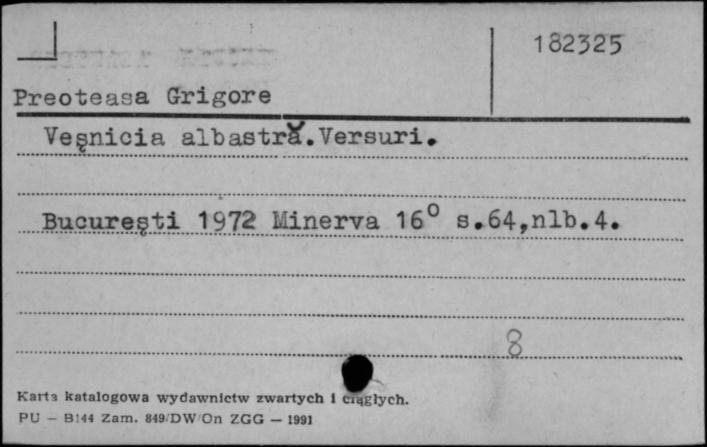 182325
Preoteasa Grigore
Veşnicia albastră.Versuri.
Bucureşti 1972 Minerva 16° s.64,nlb.4.
8
Karta katalogowa wydawnictw zwartych i ciągłych.
PU — B144 Zam. 849/DW/On ZGG — 1991